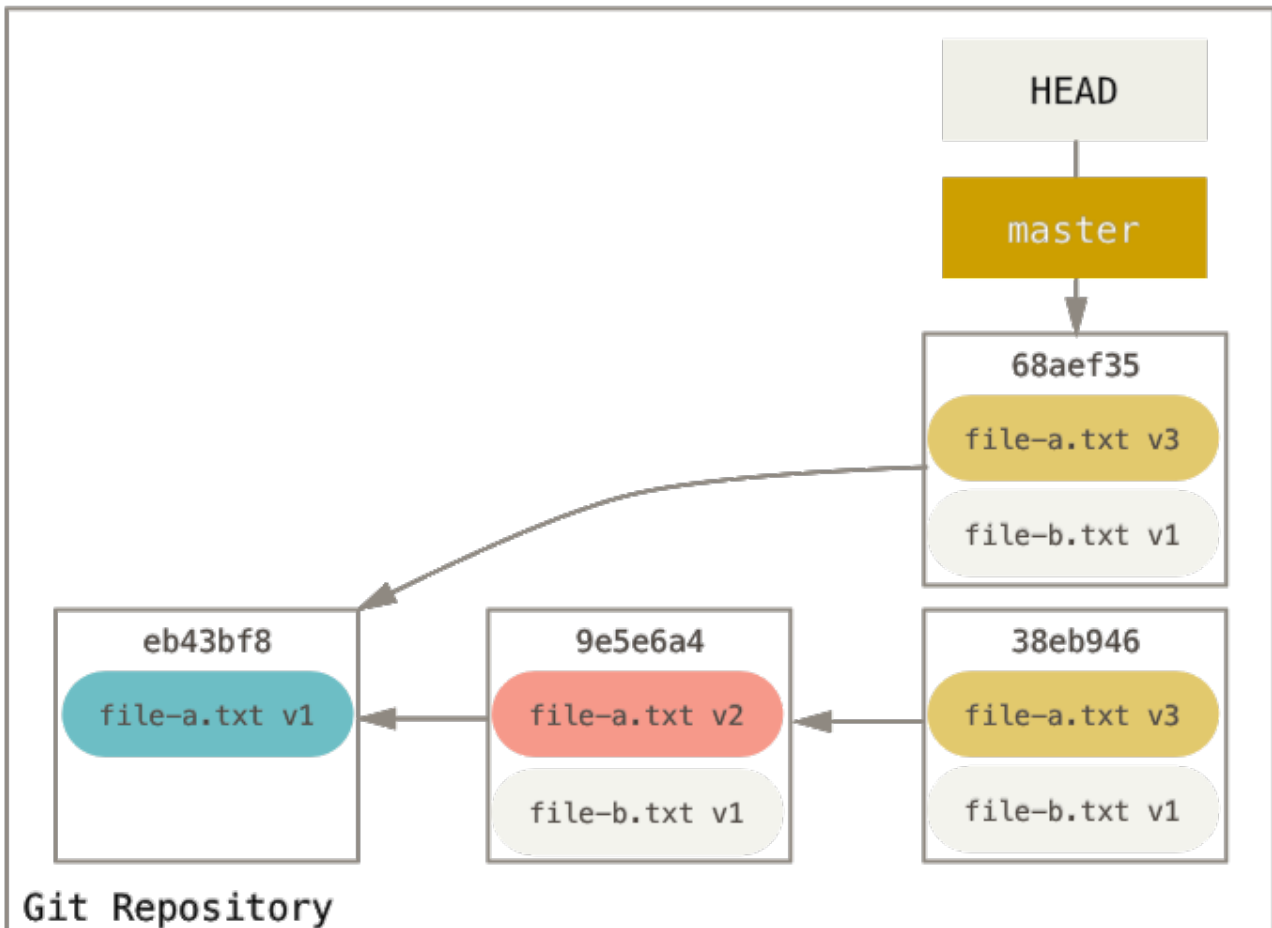 HEAD
master
68aef35
file-a.txt v3
file-b.txt v1
eb43bf8
file-a.txt v1
9e5e6a4
file-a.txt v2
file-b.txt v1
38eb946
file-a.txt v3
file-b.txt v1
Git Repository